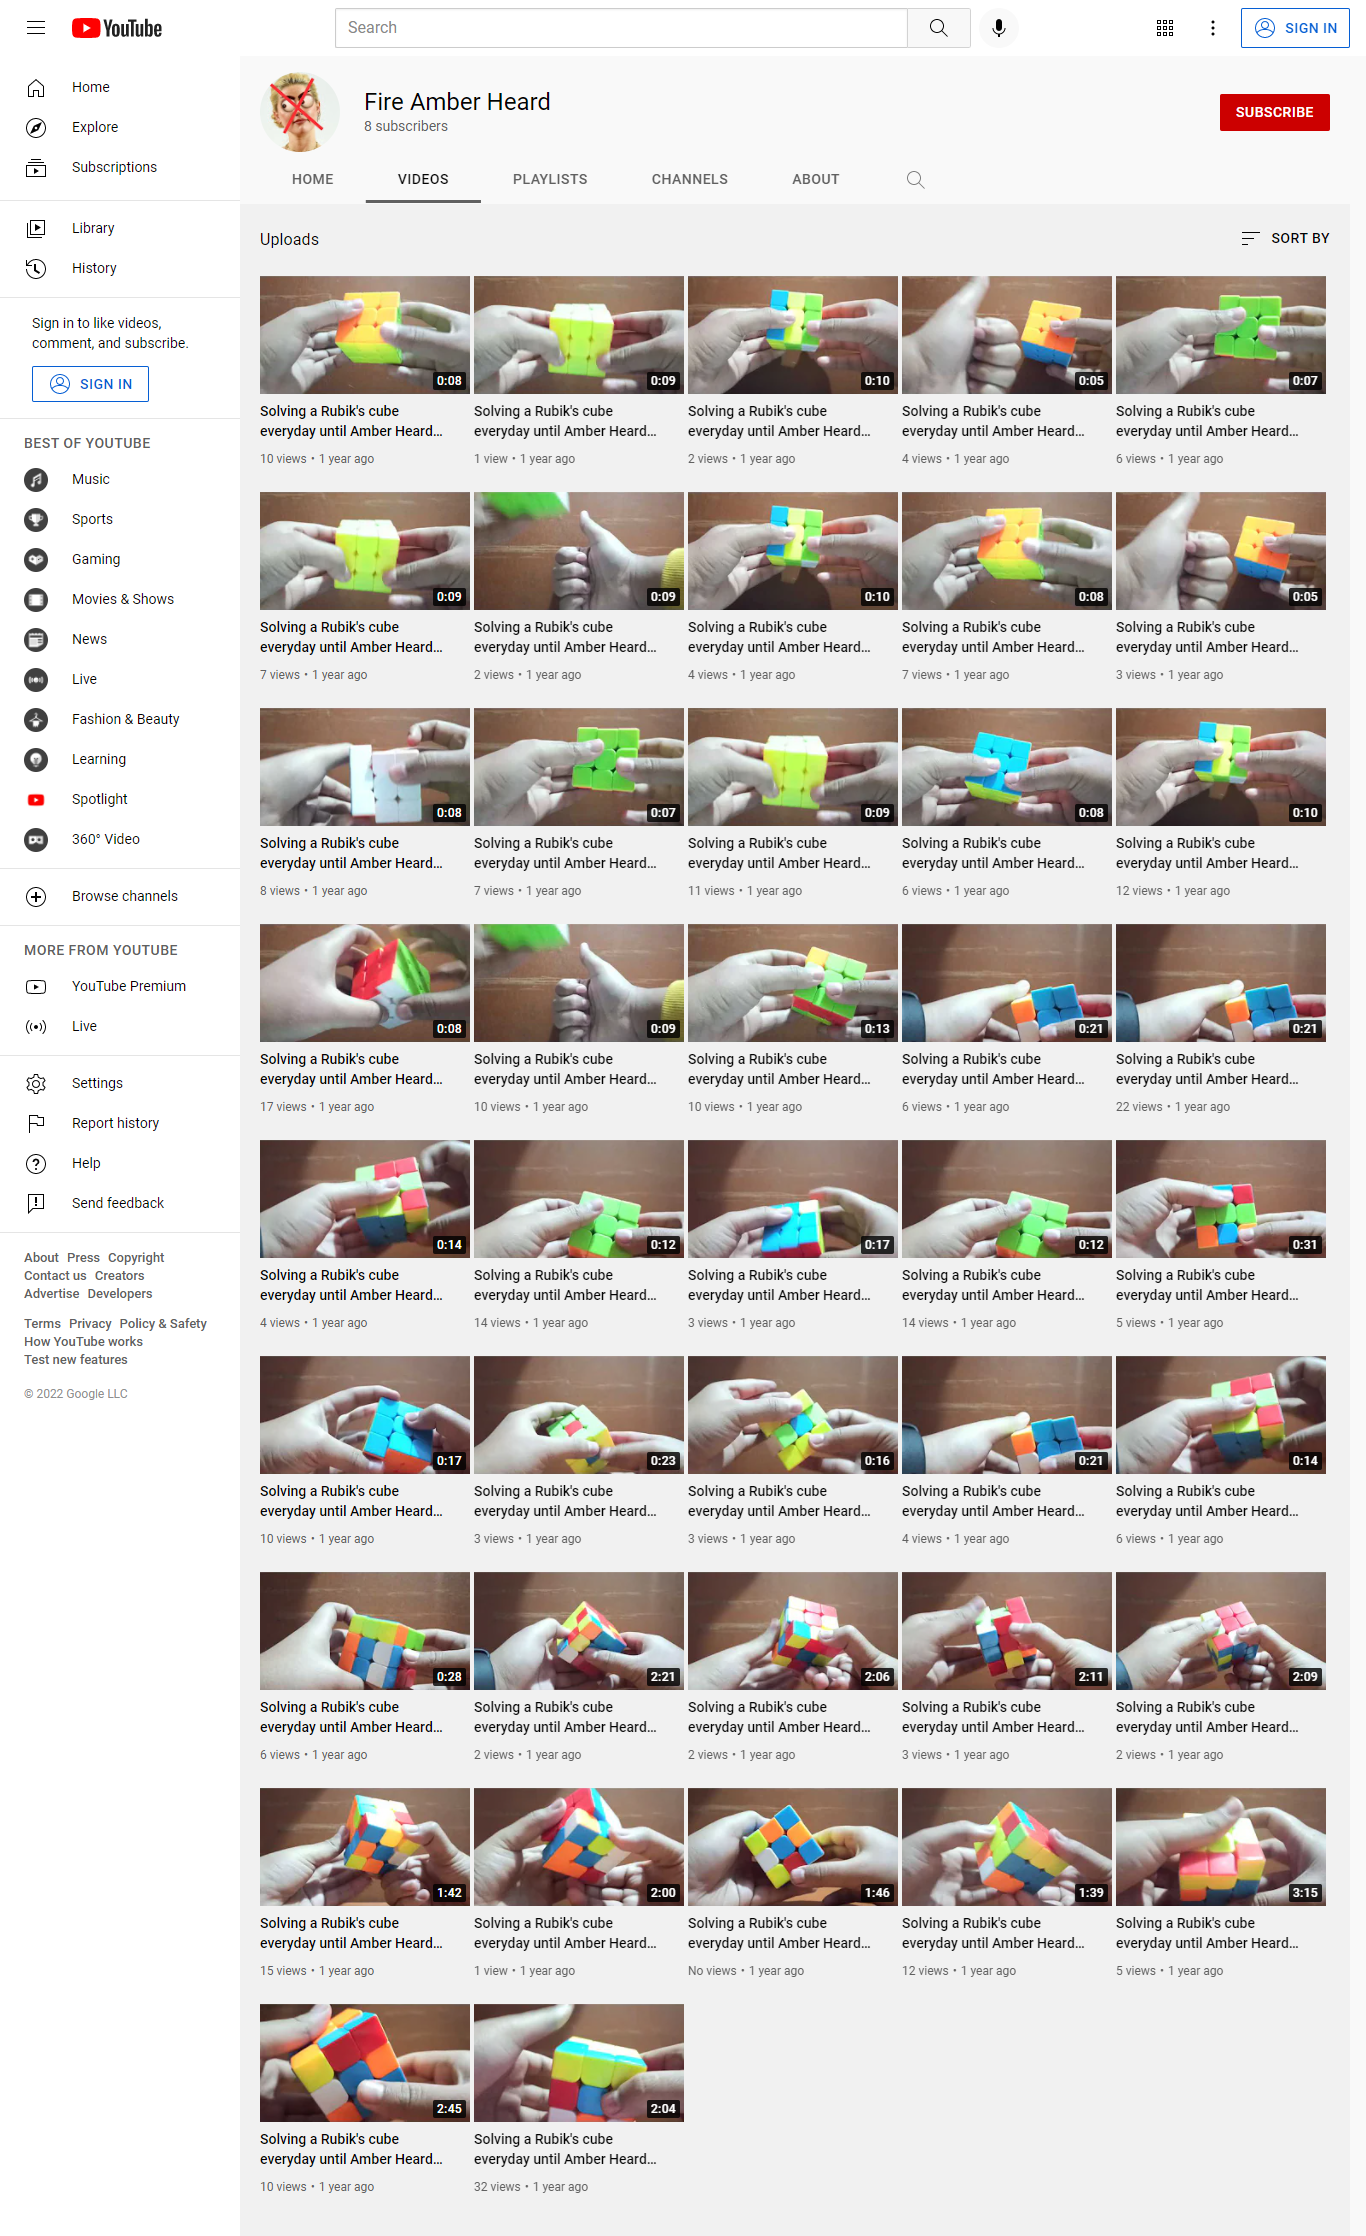 YouTube
Search
SIGN IN
Home
Explore
Subscriptions
Library
History
Sign in to like videos,
comment, and subscribe.
SIGN IN
BEST OF YOUTUBE
Music
Sports
Gaming
Movies & Shows
News
Live
Fashion & Beauty
Learning
Spotlight
360° Video
Browse channels
MORE FROM YOUTUBE
YouTube Premium
Live
Settings
Report history
Help
Send feedback
About Press Copyright
Contact us Creators
Advertise Developers
Terms Privacy Policy & Safety
How YouTube works
Test new features
© 2022 Google LLC
Fire Amber Heard
8 subscribers
SUBSCRIBE
HOME VIDEOS PLAYLISTS CHANNELS ABOUT
Uploads
SORT BY
0:08 0:09 0:10 0:05 0:07
Solving a Rubik's cube Solving a Rubik's cube Solving a Rubik's cube Solving a Rubik's cube Solving a Rubik's cube
everyday until Amber Heard... everyday until Amber Heard... everyday until Amber Heard... everyday until Amber Heard... everyday until Amber Heard...
10 views • 1 year ago 1 view • 1 year ago 2 views • 1 year ago 4 views • 1 year ago 6 views • 1 year ago
0:09 0:09 0:10 0:08 0:05
Solving a Rubik's cube Solving a Rubik's cube Solving a Rubik's cube Solving a Rubik's cube Solving a Rubik's cube
everyday until Amber Heard... everyday until Amber Heard... everyday until Amber Heard... everyday until Amber Heard... everyday until Amber Heard...
7 views • 1 year ago 2 views • 1 year ago 4 views • 1 year ago 7 views • 1 year ago 3 views • 1 year ago
0:08 0:07 0:09 0:08 0:10
Solving a Rubik's cube Solving a Rubik's cube Solving a Rubik's cube Solving a Rubik's cube Solving a Rubik's cube
everyday until Amber Heard... everyday until Amber Heard... everyday until Amber Heard... everyday until Amber Heard... everyday until Amber Heard...
8 views • 1 year ago 7 views • 1 year ago 11 views • 1 year ago 6 views • 1 year ago 12 views • 1 year ago
0:08 0:09 0:13 0:21 0:21
Solving a Rubik's cube Solving a Rubik's cube Solving a Rubik's cube Solving a Rubik's cube Solving a Rubik's cube
everyday until Amber Heard... everyday until Amber Heard... everyday until Amber Heard... everyday until Amber Heard... everyday until Amber Heard...
17 views • 1 year ago 10 views • 1 year ago 10 views • 1 year ago 6 views • 1 year ago 22 views • 1 year ago
0:14 0:12 0:17 0:12 0:31
Solving a Rubik's cube Solving a Rubik's cube Solving a Rubik's cube Solving a Rubik's cube Solving a Rubik's cube
everyday until Amber Heard... everyday until Amber Heard... everyday until Amber Heard... everyday until Amber Heard... everyday until Amber Heard...
4 views • 1 year ago 14 views • 1 year ago 3 views • 1 year ago 14 views • 1 year ago 5 views • 1 year ago
0:17 0:23 0:16 0:21 0:14
Solving a Rubik's cube Solving a Rubik's cube Solving a Rubik's cube Solving a Rubik's cube Solving a Rubik's cube
everyday until Amber Heard... everyday until Amber Heard... everyday until Amber Heard... everyday until Amber Heard... everyday until Amber Heard...
10 views • 1 year ago 3 views • 1 year ago 3 views • 1 year ago 4 views • 1 year ago 6 views • 1 year ago
0:28 2:21 2:06 2:11 2:09
Solving a Rubik's cube Solving a Rubik's cube Solving a Rubik's cube Solving a Rubik's cube Solving a Rubik's cube
everyday until Amber Heard... everyday until Amber Heard... everyday until Amber Heard... everyday until Amber Heard... everyday until Amber Heard...
6 views • 1 year ago 2 views • 1 year ago 2 views • 1 year ago 3 views • 1 year ago 2 views • 1 year ago
1:42 2:00 1:46 1:39 3:15
Solving a Rubik's cube Solving a Rubik's cube Solving a Rubik's cube Solving a Rubik's cube Solving a Rubik's cube
everyday until Amber Heard... everyday until Amber Heard... everyday until Amber Heard... everyday until Amber Heard... everyday until Amber Heard...
15 views • 1 year ago 1 view • 1 year ago No views • 1 year ago 12 views • 1 year ago 5 views • 1 year ago
2:45 2:04
Solving a Rubik's cube Solving a Rubik's cube
everyday until Amber Heard... everyday until Amber Heard...
10 views • 1 year ago 32 views • 1 year ago